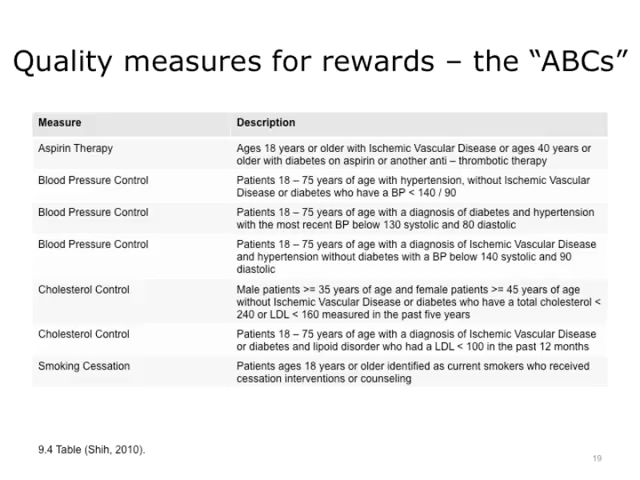 Quality measures for rewards – the “ABCs”
Measure Description
Aspirin Therapy Ages 18 years or older with Ischemic Vascular Disease or ages 40 years or
older with diabetes on aspirin or another anti – thrombotic therapy
Blood Pressure Control Patients 18 – 75 years of age with hypertension, without Ischemic Vascular
Disease or diabetes who have a BP < 140 / 90
Blood Pressure Control Patients 18 – 75 years of age with a diagnosis of diabetes and hypertension
with the most recent BP below 130 systolic and 80 diastolic
Blood Pressure Control Patients 18 – 75 years of age with a diagnosis of Ischemic Vascular Disease
and hypertension without diabetes with a BP below 140 systolic and 90
diastolic
Cholesterol Control Male patients >= 35 years of age and female patients >= 45 years of age
without Ischemic Vascular Disease or diabetes who have a total cholesterol <
240 or LDL < 160 measured in the past five years
Cholesterol Control Patients 18 – 75 years of age with a diagnosis of Ischemic Vascular Disease
or diabetes and lipoid disorder who had a LDL < 100 in the past 12 months
Smoking Cessation Patients ages 18 years or older identified as current smokers who received
cessation interventions or counseling
9.4 Table (Shih, 2010).
19